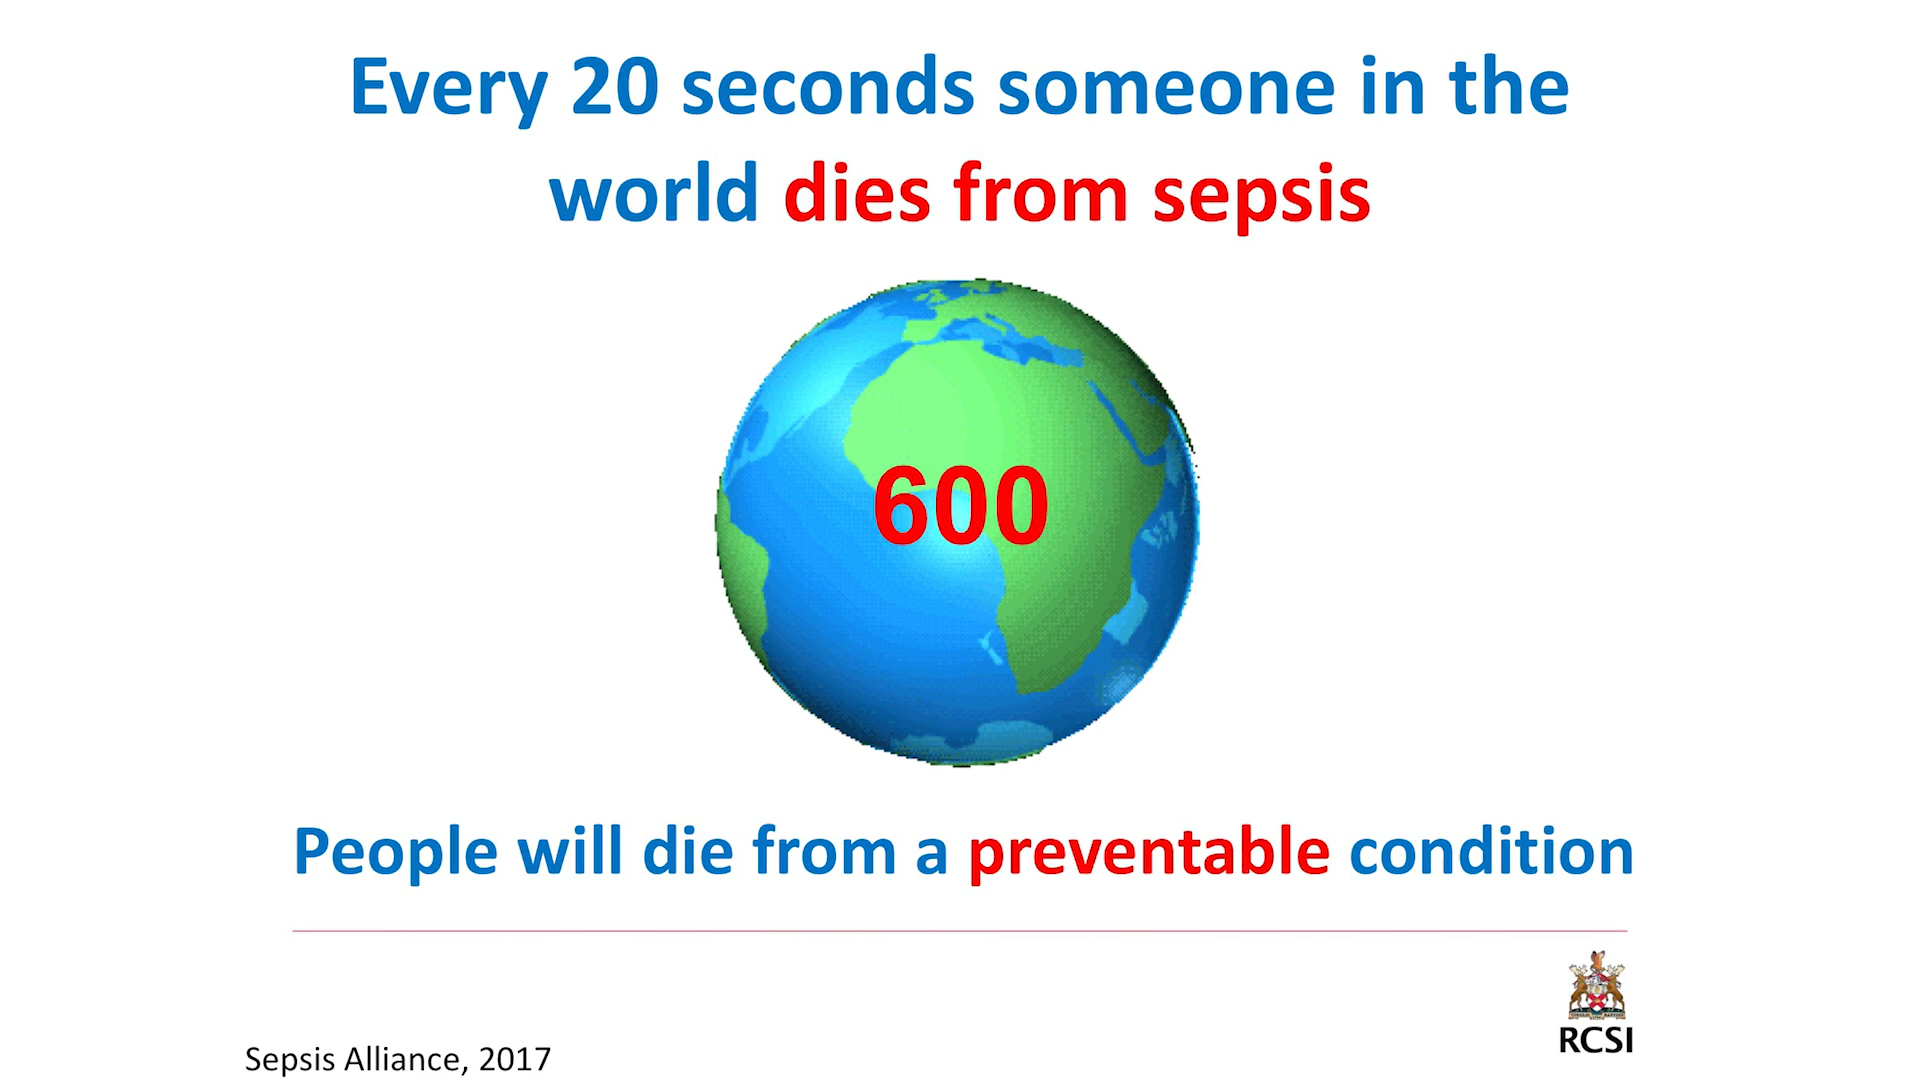 Every 20 seconds someone in the
world dies from sepsis
600
People will die from a preventable condition
RCSI
Sepsis Alliance, 2017